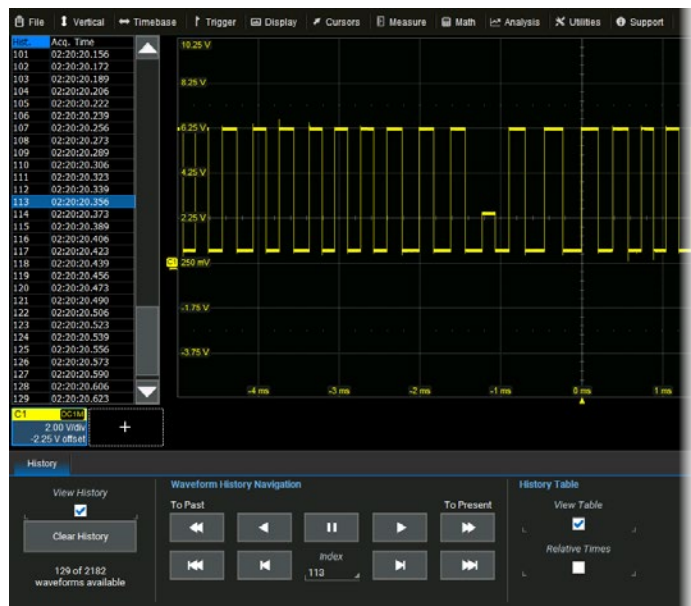 File Vertical Timebase Trigger Display Cursors Measure Math Analysis Utilities Support
Hist. Acq. Time
101 02:20:20.156
102 02:20:20.172
103 02:20:20.189
104 02:20:20.206
105 02:20:20.222
106 02:20:20.239
107 02:20:20.256
108 02:20:20.273
109 02:20:20.289
110 02:20:20.306
111 02:20:20.323
112 02:20:20.339
113 02:20:20.356
114 02:20:20.373
115 02:20:20.389
116 02:20:20.406
117 02:20:20.423
118 02:20:20.439
119 02:20:20.456
120 02:20:20.473
121 02:20:20.490
122 02:20:20.506
123 02:20:20.523
124 02:20:20.539
125 02:20:20.556
126 02:20:20.573
127 02:20:20.590
128 02:20:20.606
129 02:20:20.623
10.25 V
8.25 V
6.25 V
4.25 V
2.25 V
C1 250 mV
-1.75 V
-3.75 V
-4 ms -3 ms -2 ms -1 ms 0 ms 1 ms
C1 DC1M
2.00 V/div
-2.25 V offset
+
History
View History
Clear History
129 of 2182
waveforms available
Waveform History Navigation
To Past To Present
Index
113
History Table
View Table
Relative Times